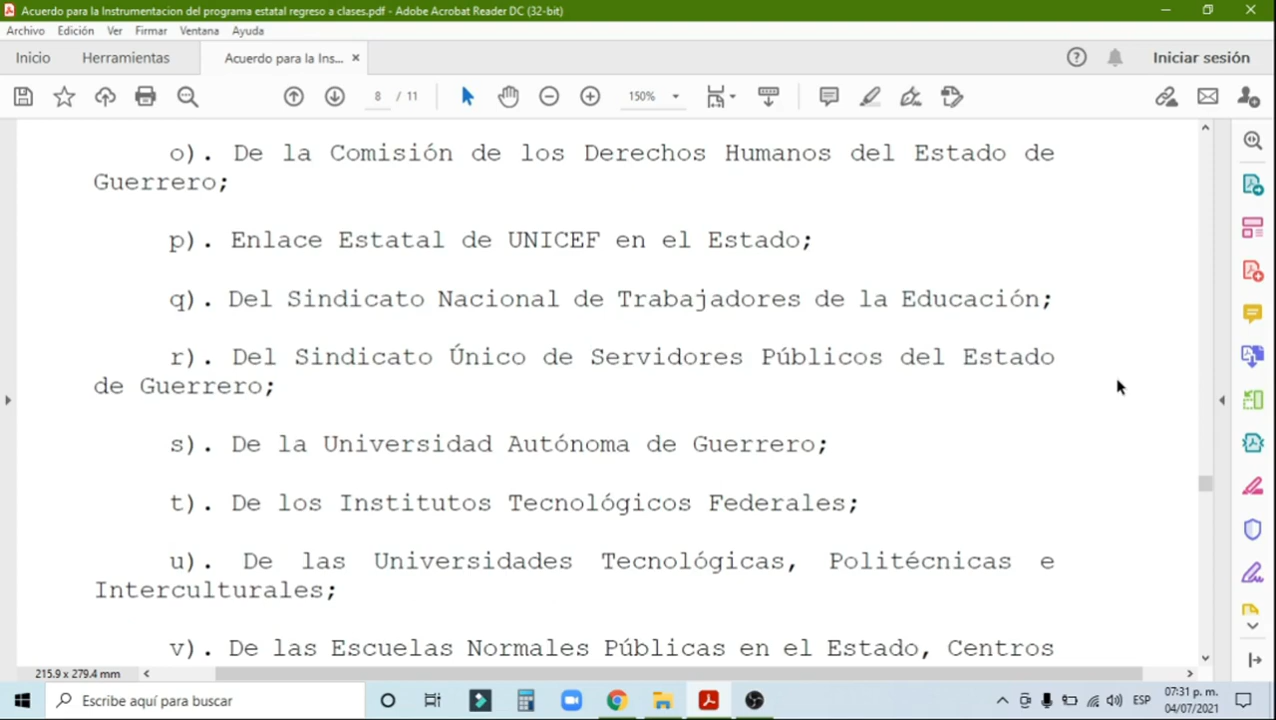 Acuerdo para la Instrumentacion del programa estatal regreso a clases.pdf - Adobe Acrobat Reader DC (32-bit)
Archivo Edición Ver Firmar Ventana Ayuda
Inicio Herramientas Acuerdo para la Ins... × Iniciar sesión
8 / 11 150%
o). De la Comisión de los Derechos Humanos del Estado de
Guerrero;
p). Enlace Estatal de UNICEF en el Estado;
q). Del Sindicato Nacional de Trabajadores de la Educación;
r). Del Sindicato Único de Servidores Públicos del Estado
de Guerrero;
s). De la Universidad Autónoma de Guerrero;
t). De los Institutos Tecnológicos Federales;
u). De las Universidades Tecnológicas, Politécnicas e
Interculturales;
v). De las Escuelas Normales Públicas en el Estado, Centros
215.9 x 279.4 mm
Escribe aquí para buscar
ESP
07:31 p. m.
04/07/2021